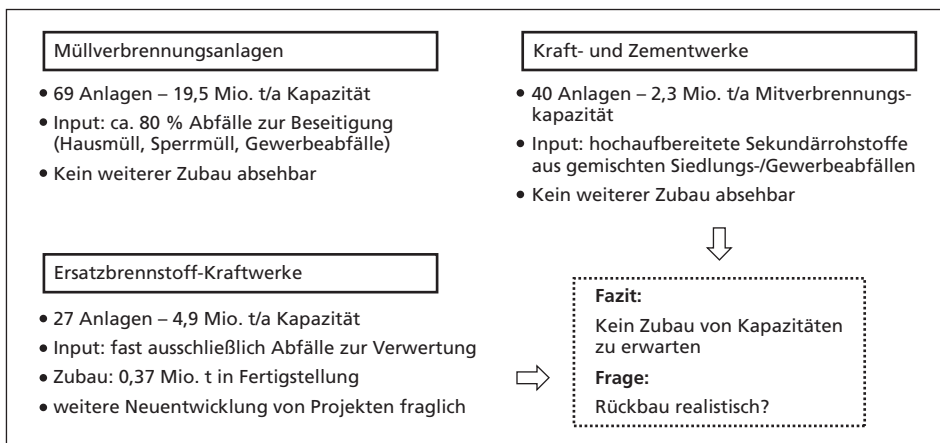 Müllverbrennungsanlagen
• 69 Anlagen – 19,5 Mio. t/a Kapazität
• Input: ca. 80 % Abfälle zur Beseitigung
(Hausmüll, Sperrmüll, Gewerbeabfälle)
• Kein weiterer Zubau absehbar
Kraft- und Zementwerke
• 40 Anlagen – 2,3 Mio. t/a Mitverbrennungs-
kapazität
• Input: hochaufbereitete Sekundärrohstoffe
aus gemischten Siedlungs-/Gewerbeabfällen
• Kein weiterer Zubau absehbar
Ersatzbrennstoff-Kraftwerke
• 27 Anlagen – 4,9 Mio. t/a Kapazität
• Input: fast ausschließlich Abfälle zur Verwertung
• Zubau: 0,37 Mio. t in Fertigstellung
• weitere Neuentwicklung von Projekten fraglich
Fazit:
Kein Zubau von Kapazitäten
zu erwarten
Frage:
Rückbau realistisch?